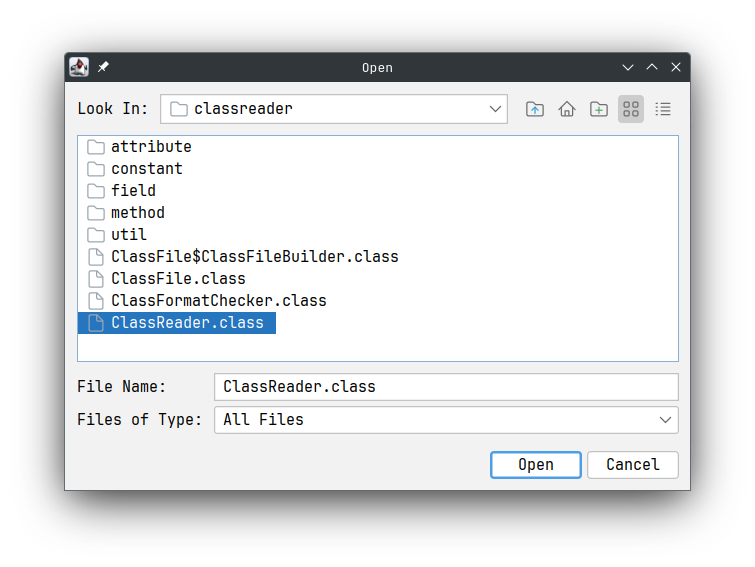 Open
Look In: classreader
attribute
constant
field
method
util
ClassFile$ClassFileBuilder.class
ClassFile.class
ClassFormatChecker.class
ClassReader.class
File Name: ClassReader.class
Files of Type: All Files
Open Cancel